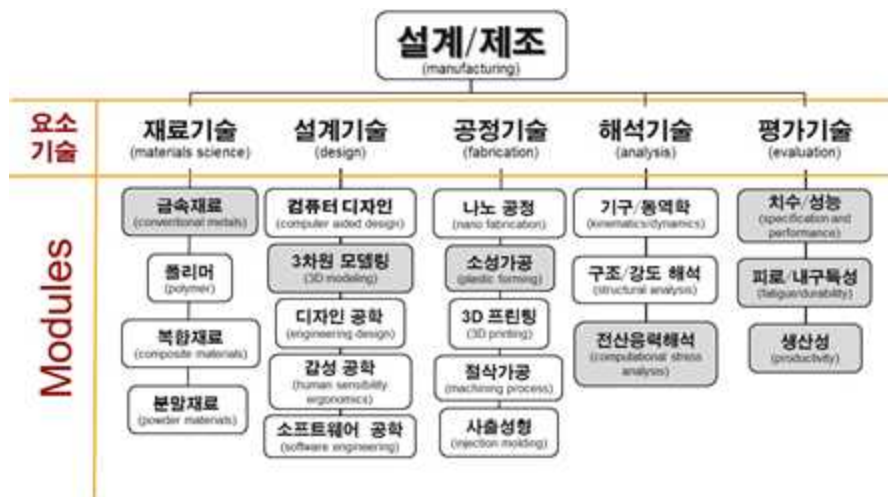 설계/제조
(manufacturing)
요소
기술
재료기술
(materials science)
설계기술
(design)
공정기술
(fabrication)
해석기술
(analysis)
평가기술
(evaluation)
Modules
금속재료
(conventional metals)
폴리머
(polymer)
복합재료
(composite materials)
분말재료
(powder materials)
컴퓨터 디자인
(computer aided design)
3차원 모델링
(3D modeling)
디자인 공학
(engineering design)
감성 공학
(human sensibility
ergonomics)
소프트웨어 공학
(software engineering)
나노 공정
(nano fabrication)
소성가공
(plastic forming)
3D 프린팅
(3D printing)
절삭가공
(machining process)
사출성형
(injection molding)
기구/동역학
(kinematics/dynamics)
구조/강도 해석
(structural analysis)
전산응력해석
(computational stress
analysis)
치수/성능
(specification and
performance)
피로/내구특성
(fatigue/durability)
생산성
(productivity)